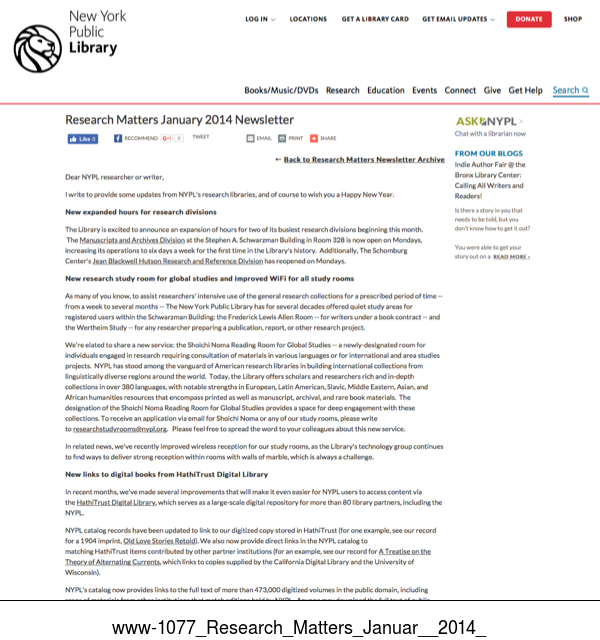 New York
Public
Library
LOG IN LOCATIONS GET A LIBRARY CARD GET EMAIL UPDATES DONATE SHOP
Books/Music/DVDs Research Education Events Connect Give Get Help Search
Research Matters January 2014 Newsletter
Like 0 RECOMMEND G+1 0 TWEET EMAIL PRINT SHARE
← Back to Research Matters Newsletter Archive
Dear NYPL researcher or writer,
I write to provide some updates from NYPL's research libraries, and of course to wish you a Happy New Year.
New expanded hours for research divisions
The Library is excited to announce an expansion of hours for two of its busiest research divisions beginning this month.
The Manuscripts and Archives Division at the Stephen A. Schwarzman Building in Room 328 is now open on Mondays,
increasing its operations to six days a week for the first time in the Library's history. Additionally, The Schomburg
Center's Jean Blackwell Hutson Research and Reference Division has reopened on Mondays.
New research study room for global studies and improved WiFi for all study rooms
As many of you know, to assist researchers' intensive use of the general research collections for a prescribed period of time --
from a week to several months -- The New York Public Library has for several decades offered quiet study areas for
registered users within the Schwarzman Building: the Frederick Lewis Allen Room -- for writers under a book contract -- and
the Wertheim Study -- for any researcher preparing a publication, report, or other research project.
We're elated to share a new service: the Shoichi Noma Reading Room for Global Studies -- a newly-designated room for
individuals engaged in research requiring consultation of materials in various languages or for international and area studies
projects. NYPL has stood among the vanguard of American research libraries in building international collections from
linguistically diverse regions around the world. Today, the Library offers scholars and researchers rich and in-depth
collections in over 380 languages, with notable strengths in European, Latin American, Slavic, Middle Eastern, Asian, and
African humanities resources that encompass printed as well as manuscript, archival, and rare book materials. The
designation of the Shoichi Noma Reading Room for Global Studies provides a space for deep engagement with these
collections. To receive an application via email for Shoichi Noma or any of our study rooms, please write
to researchstudyrooms@nypl.org. Please feel free to spread the word to your colleagues about this new service.
In related news, we've recently improved wireless reception for our study rooms, as the Library's technology group continues
to find ways to deliver strong reception within rooms with walls of marble, which is always a challenge.
New links to digital books from HathiTrust Digital Library
In recent months, we've made several improvements that will make it even easier for NYPL users to access content via
the HathiTrust Digital Library, which serves as a large-scale digital repository for more than 80 library partners, including the
NYPL.
NYPL catalog records have been updated to link to our digitized copy stored in HathiTrust (for one example, see our record
for a 1904 imprint, Old Love Stories Retold). We also now provide direct links in the NYPL catalog to
matching HathiTrust items contributed by other partner institutions (for an example, see our record for A Treatise on the
Theory of Alternating Currents, which links to copies supplied by the California Digital Library and the University of
Wisconsin).
NYPL's catalog now provides links to the full text of more than 473,000 digitized volumes in the public domain, including
ASK NYPL >
Chat with a librarian now
FROM OUR BLOGS
Indie Author Fair @ the
Bronx Library Center:
Calling All Writers and
Readers!
Is there a story in you that
needs to be told, but you
don't know how to get it out?
You were able to get your
story out on a READ MORE ›
www-1077_Research_Matters_Januar__2014_